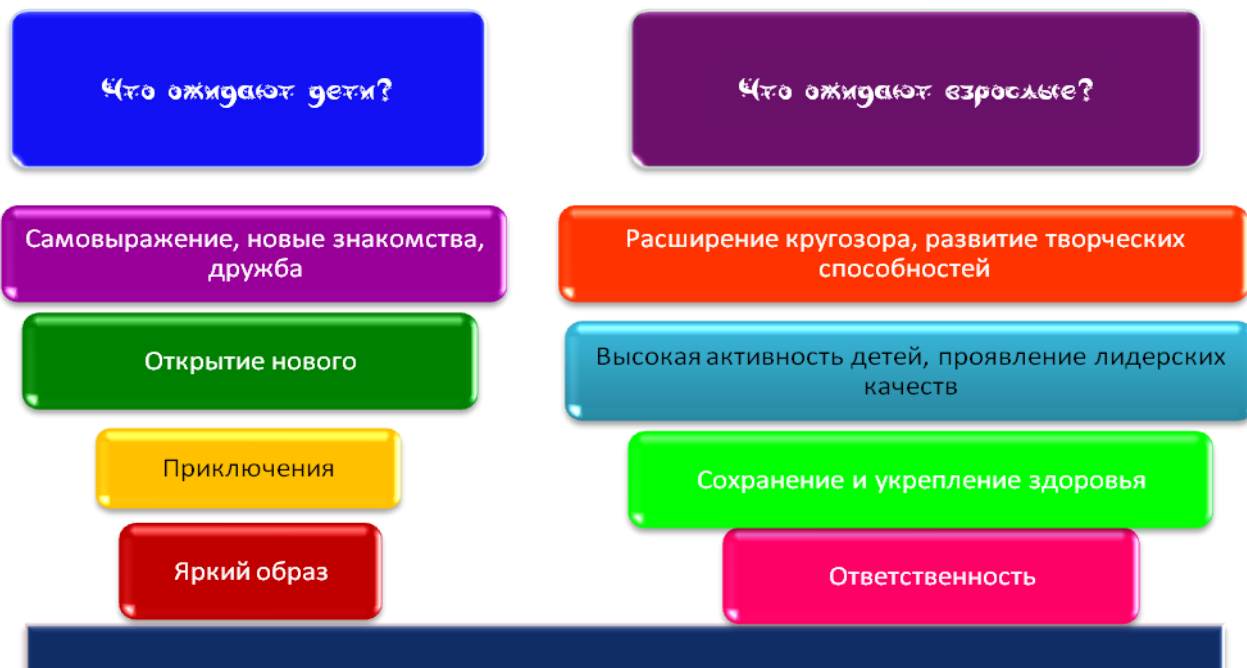 Что ожидают дети?
Что ожидают взрослые?
Самовыражение, новые знакомства,
дружба
Открытие нового
Приключения
Яркий образ
Расширение кругозора, развитие творческих
способностей
Высокая активность детей, проявление лидерских
качеств
Сохранение и укрепление здоровья
Ответственность